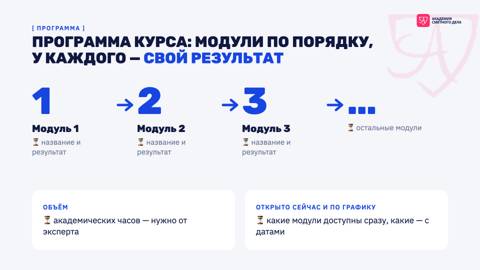 [ ПРОГРАММА ]
АКАДЕМИЯ
СМЕТНОГО ДЕЛА
ПРОГРАММА КУРСА: МОДУЛИ ПО ПОРЯДКУ,
У КАЖДОГО — СВОЙ РЕЗУЛЬТАТ
1 → 2 → 3 → ...
Модуль 1
⏳ название и
результат
Модуль 2
⏳ название и
результат
Модуль 3
⏳ название и
результат
⏳ остальные модули
ОБЪЁМ
⏳ академических часов — нужно от
эксперта
ОТКРЫТО СЕЙЧАС И ПО ГРАФИКУ
⏳ какие модули доступны сразу, какие — с
датами